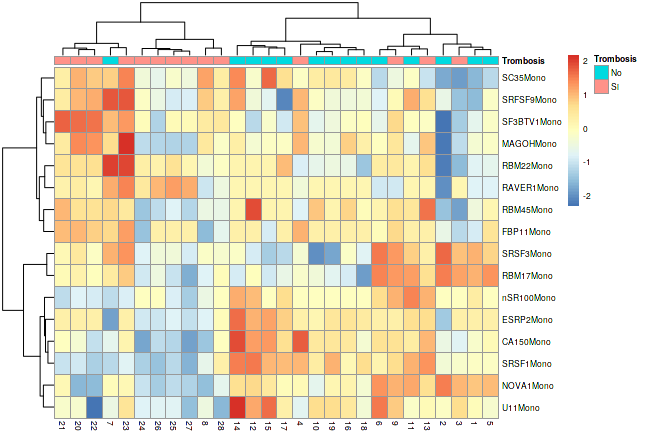 Trombosis
Trombosis
No
SI
2
1
0
-1
-2
SC35Mono
SRFSF9Mono
SF3BTV1Mono
MAGOHMono
RBM22Mono
RAVER1Mono
RBM45Mono
FBP11Mono
SRSF3Mono
RBM17Mono
nSR100Mono
ESRP2Mono
CA150Mono
SRSF1Mono
NOVA1Mono
U11Mono
21 20 22 7 23 24 26 25 27 8 28 14 12 15 17 4 10 19 16 18 6 9 11 13 2 3 1 5